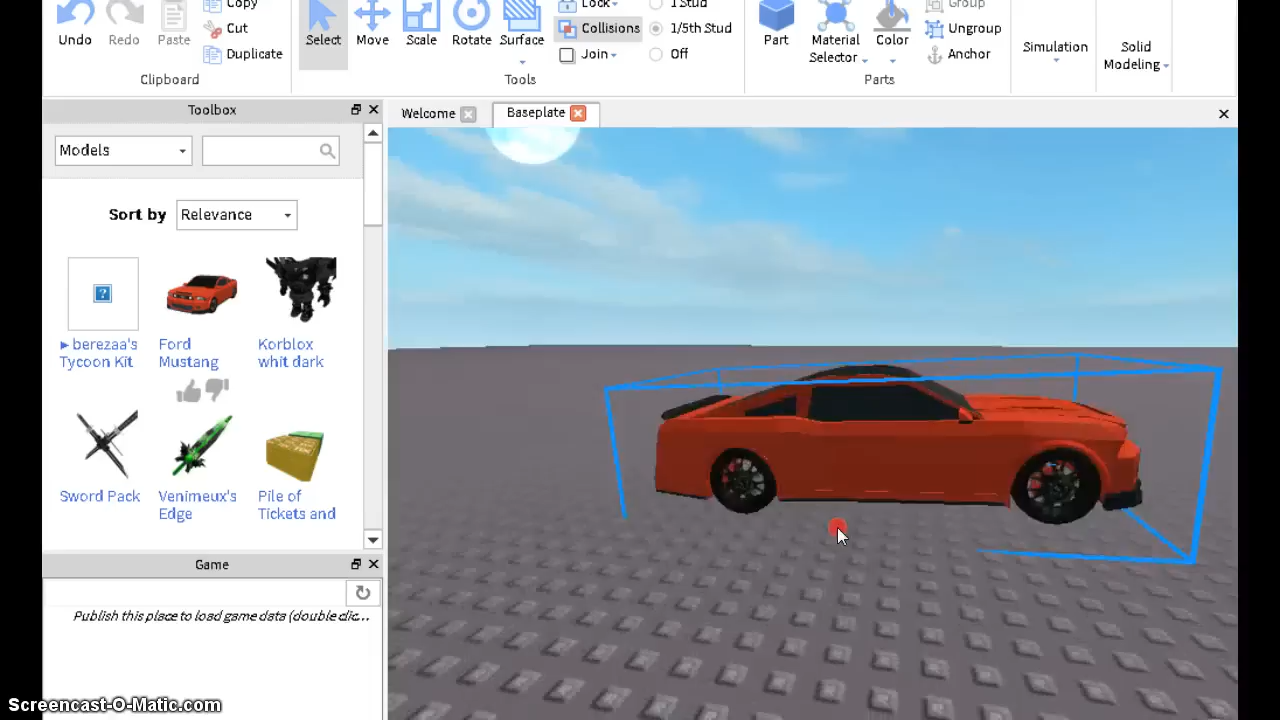 Copy
Cut
Duplicate
Undo
Redo
Paste
Clipboard
Select
Move
Scale
Rotate
Surface
Lock
Collisions
Join
1 Stud
1/5th Stud
Off
Tools
Part
Material
Selector
Color
Group
Ungroup
Anchor
Parts
Simulation
Solid
Modeling
Toolbox
Welcome
Baseplate
Models
Sort by
Relevance
?
berezaa's
Tycoon Kit
Ford
Mustang
Korblox
whit dark
Sword Pack
Venimeux's
Edge
Pile of
Tickets and
Game
Publish this place to load game data (double clic...
Screencast-O-Matic.com